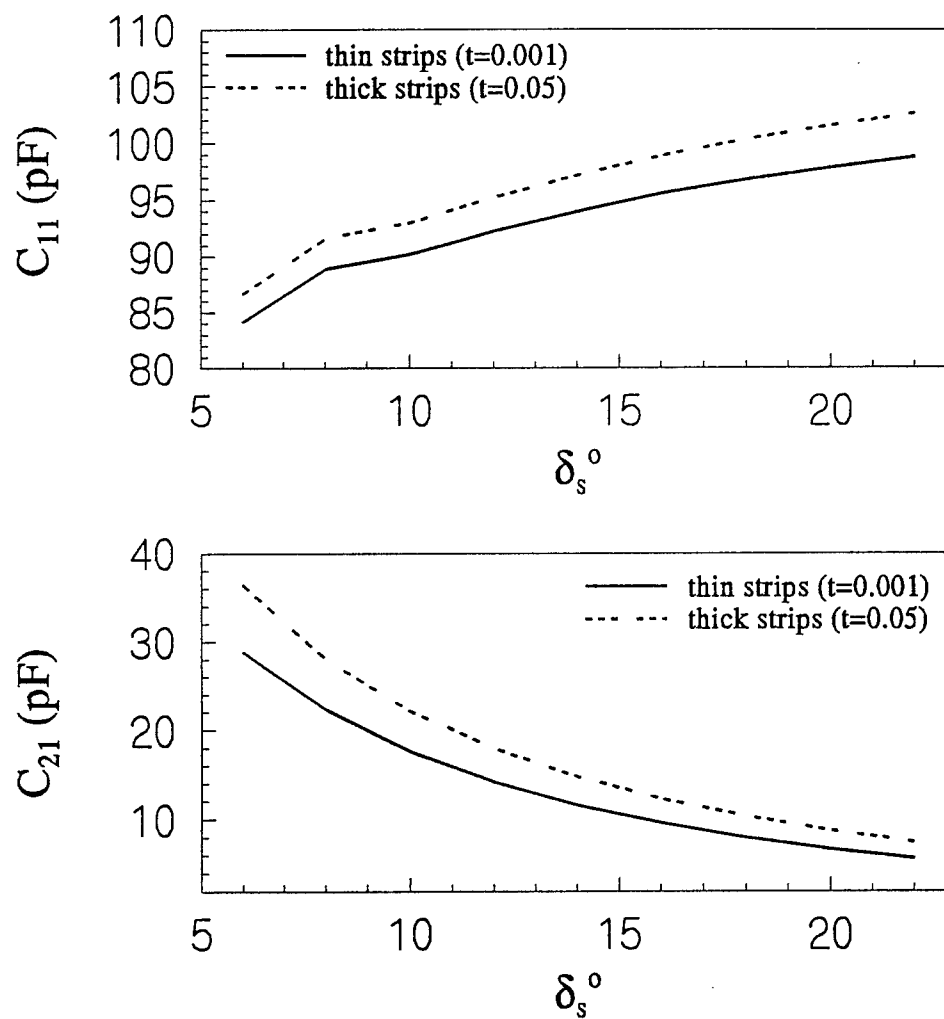 110
thin strips (t=0.001)
105
thick strips (t=0.05)
100
95
90
85
80
C₁₁ (pF)
5 10 15 20
δₛ°
40
thin strips (t=0.001)
thick strips (t=0.05)
30
20
10
C₂₁ (pF)
5 10 15 20
δₛ°